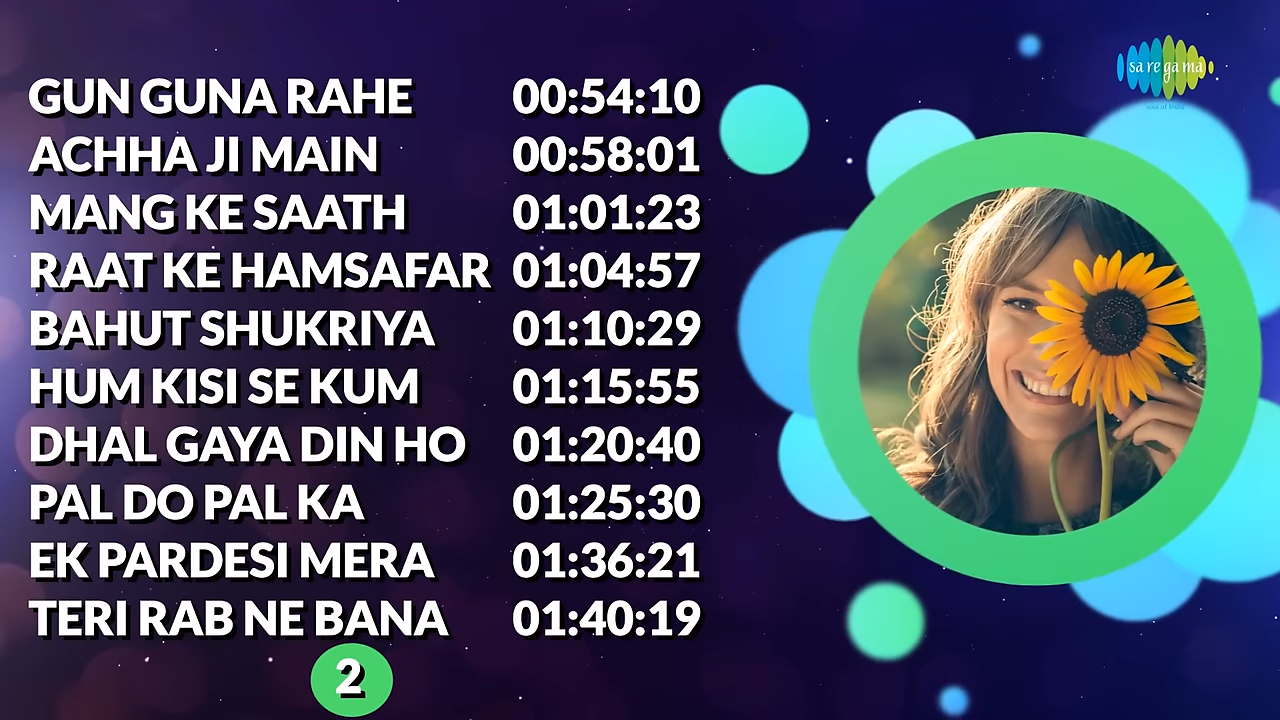 sa re ga ma
soul of India
GUN GUNA RAHE 00:54:10
ACHHA JI MAIN 00:58:01
MANG KE SAATH 01:01:23
RAAT KE HAMSAFAR 01:04:57
BAHUT SHUKRIYA 01:10:29
HUM KISI SE KUM 01:15:55
DHAL GAYA DIN HO 01:20:40
PAL DO PAL KA 01:25:30
EK PARDESI MERA 01:36:21
TERI RAB NE BANA 01:40:19
2